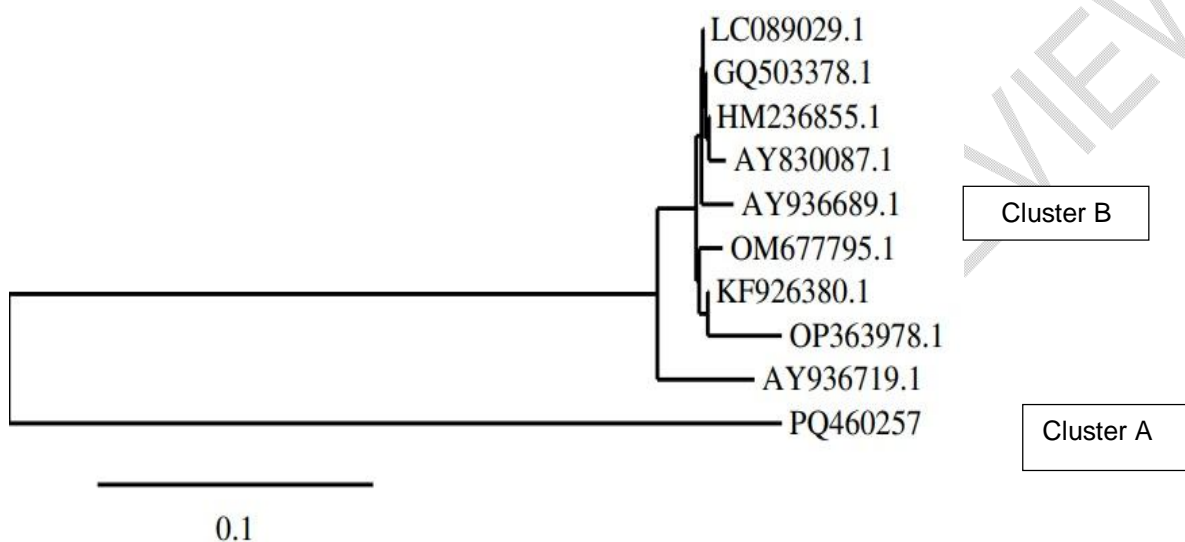 LC089029.1
GQ503378.1
HM236855.1
AY830087.1
AY936689.1
Cluster B
OM677795.1
KF926380.1
OP363978.1
AY936719.1
PQ460257
Cluster A
0.1